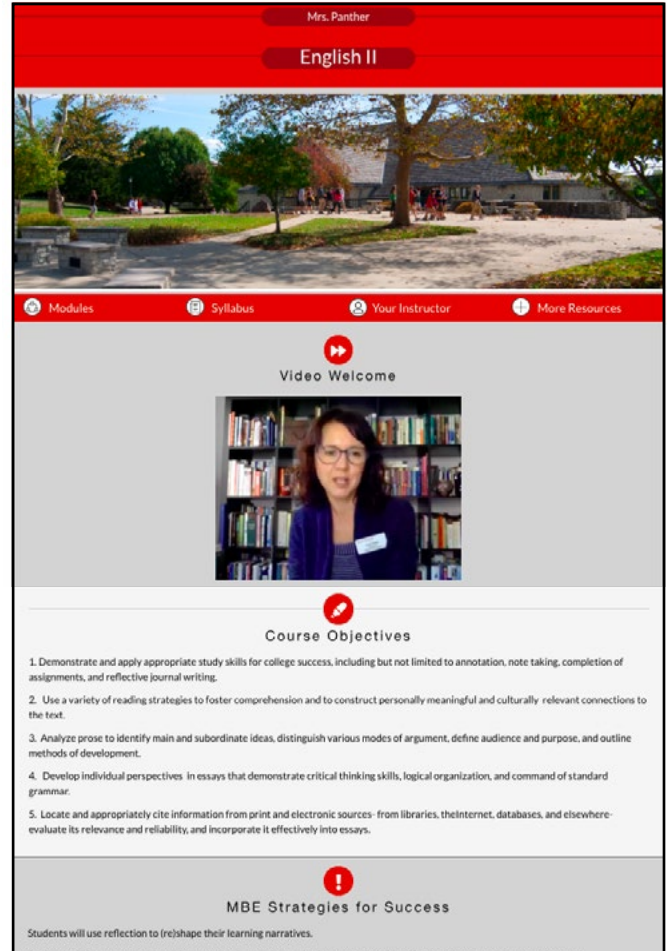 Mrs. Panther
English II
Modules
Syllabus
Your Instructor
More Resources
Video Welcome
Course Objectives
1. Demonstrate and apply appropriate study skills for college success, including but not limited to annotation, note taking, completion of
assignments, and reflective journal writing.
2. Use a variety of reading strategies to foster comprehension and to construct personally meaningful and culturally relevant connections to
the text.
3. Analyze prose to identify main and subordinate ideas, distinguish various modes of argument, define audience and purpose, and outline
methods of development.
4. Develop individual perspectives in essays that demonstrate critical thinking skills, logical organization, and command of standard
grammar.
5. Locate and appropriately cite information from print and electronic sources- from libraries, theInternet, databases, and elsewhere-
evaluate its relevance and reliability, and incorporate it effectively into essays.
MBE Strategies for Success
Students will use reflection to (re)shape their learning narratives.